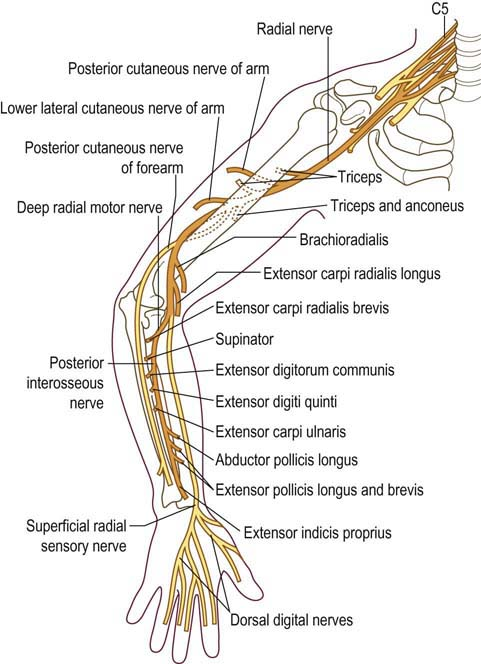 C5
Radial nerve
Posterior cutaneous nerve of arm
Lower lateral cutaneous nerve of arm
Posterior cutaneous nerve
of forearm
Triceps
Deep radial motor nerve
Triceps and anconeus
Brachioradialis
Extensor carpi radialis longus
Extensor carpi radialis brevis
Supinator
Posterior
interosseous
nerve
Extensor digitorum communis
Extensor digiti quinti
Extensor carpi ulnaris
Abductor pollicis longus
Extensor pollicis longus and brevis
Superficial radial
sensory nerve
Extensor indicis proprius
Dorsal digital nerves